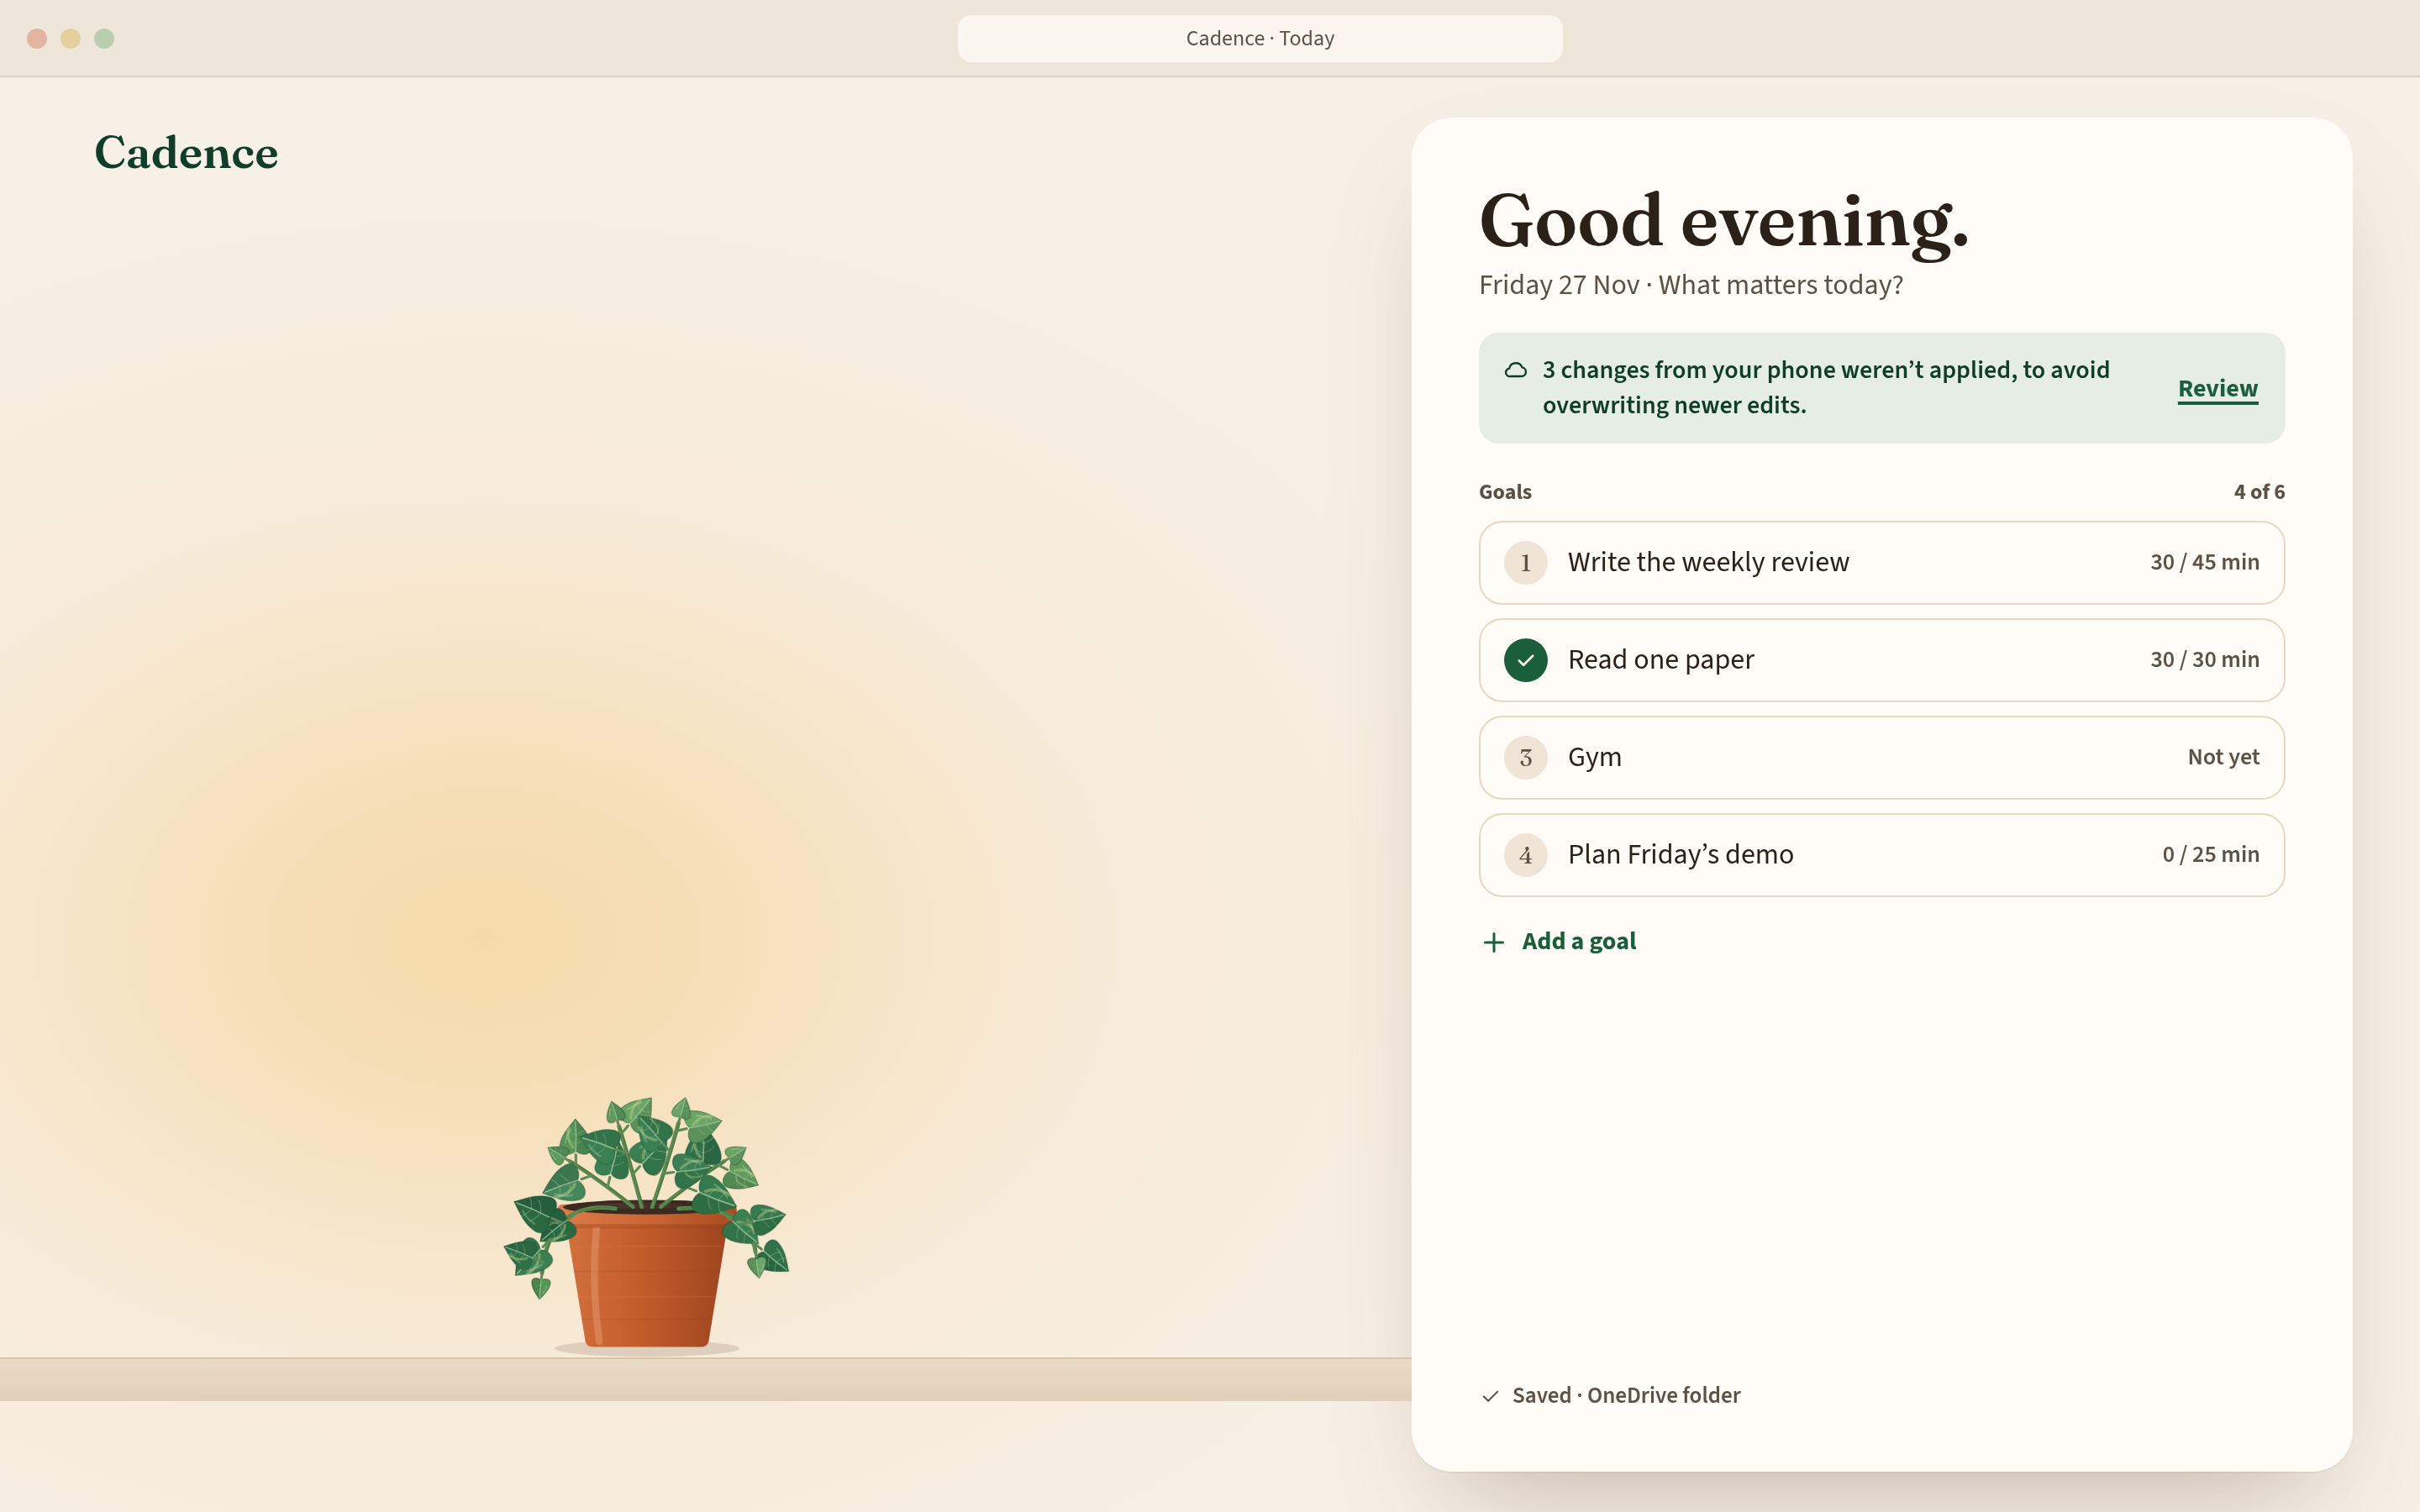 Cadence · Today
Cadence
Good evening.
Friday 27 Nov · What matters today?
3 changes from your phone weren’t applied, to avoid
overwriting newer edits.
Review
Goals
4 of 6
1 Write the weekly review 30 / 45 min
Read one paper 30 / 30 min
3 Gym Not yet
4 Plan Friday’s demo 0 / 25 min
Add a goal
Saved · OneDrive folder